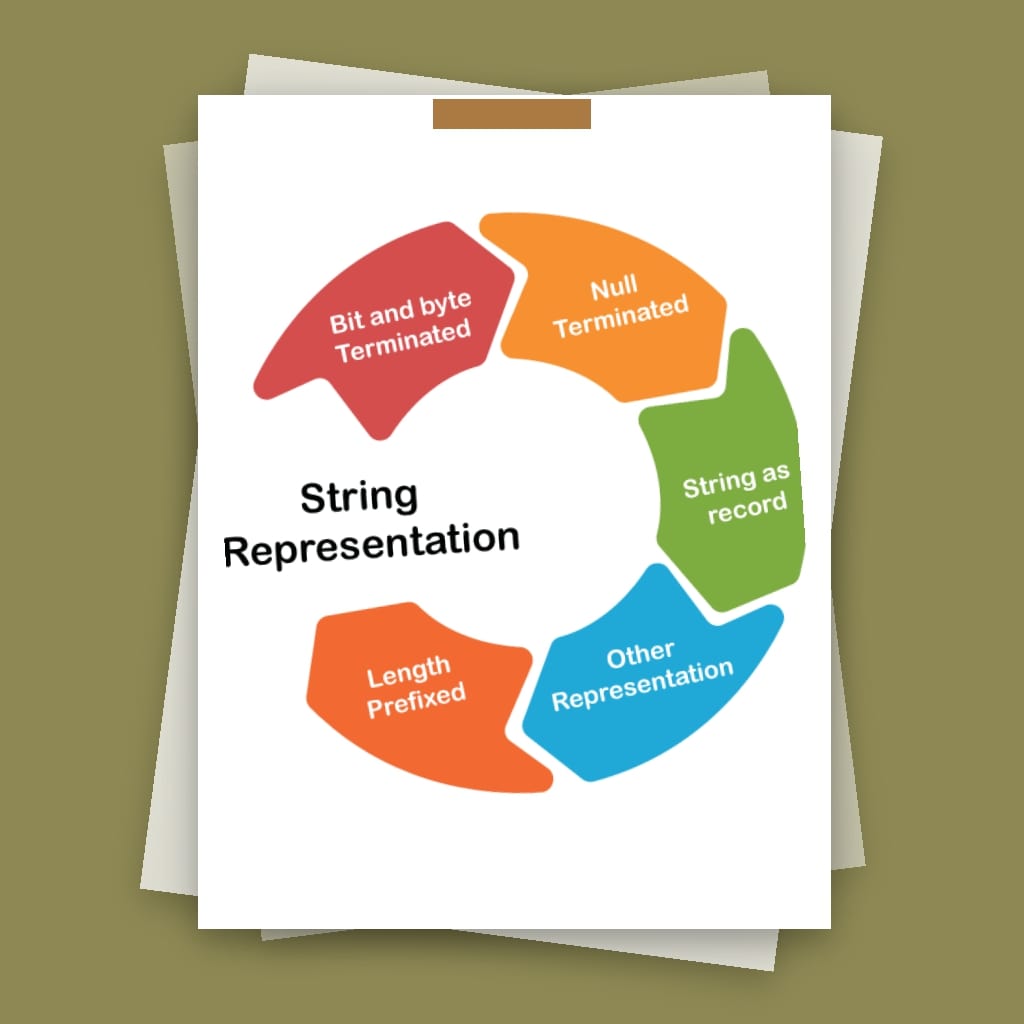 Bit and byte
Terminated
Null
Terminated
String as
record
Other
Representation
Length
Prefixed
String
Representation